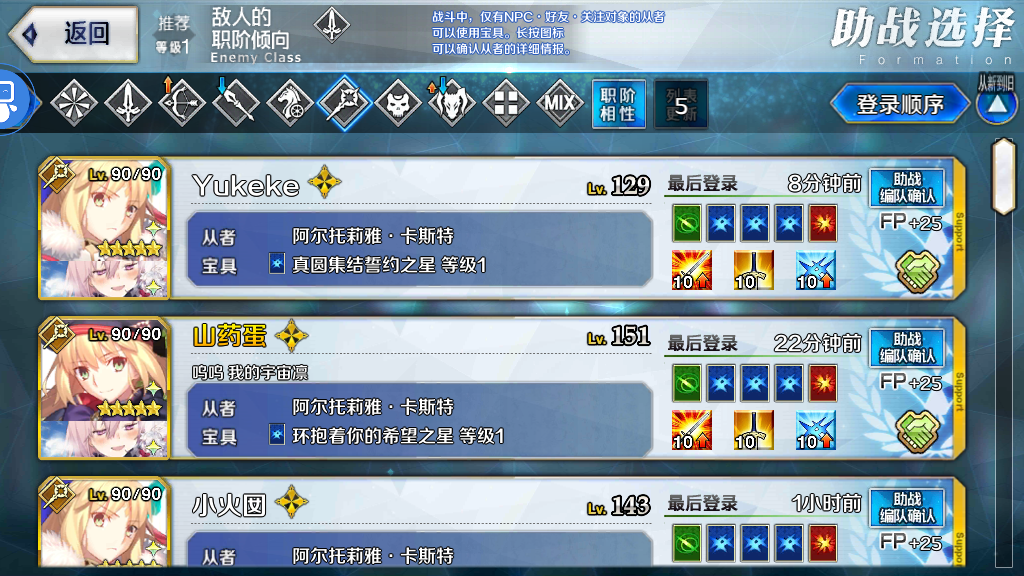 返回
推荐
等级1
敌人的
职阶倾向
Enemy Class
战斗中，仅有NPC·好友·关注对象的从者
可以使用宝具。长按图标
可以确认从者的详细情报。
助战选择
Formation
MIX
职阶
相性
5
登录顺序
从新到旧
Lv. 90/90
Yukeke
Lv. 129
最后登录 8分钟前
助战
编队确认
FP+25
Support
从者 阿尔托莉雅·卡斯特
宝具 真圆集结誓约之星 等级1
10 10 10
Lv. 90/90
山药蛋
Lv. 151
最后登录 22分钟前
助战
编队确认
FP+25
Support
呜呜 我的宇宙凛
从者 阿尔托莉雅·卡斯特
宝具 环抱着你的希望之星 等级1
10 10 10
Lv. 90/90
小火囼
Lv. 143
最后登录 1小时前
助战
编队确认
FP+25
从者 阿尔托莉雅·卡斯特